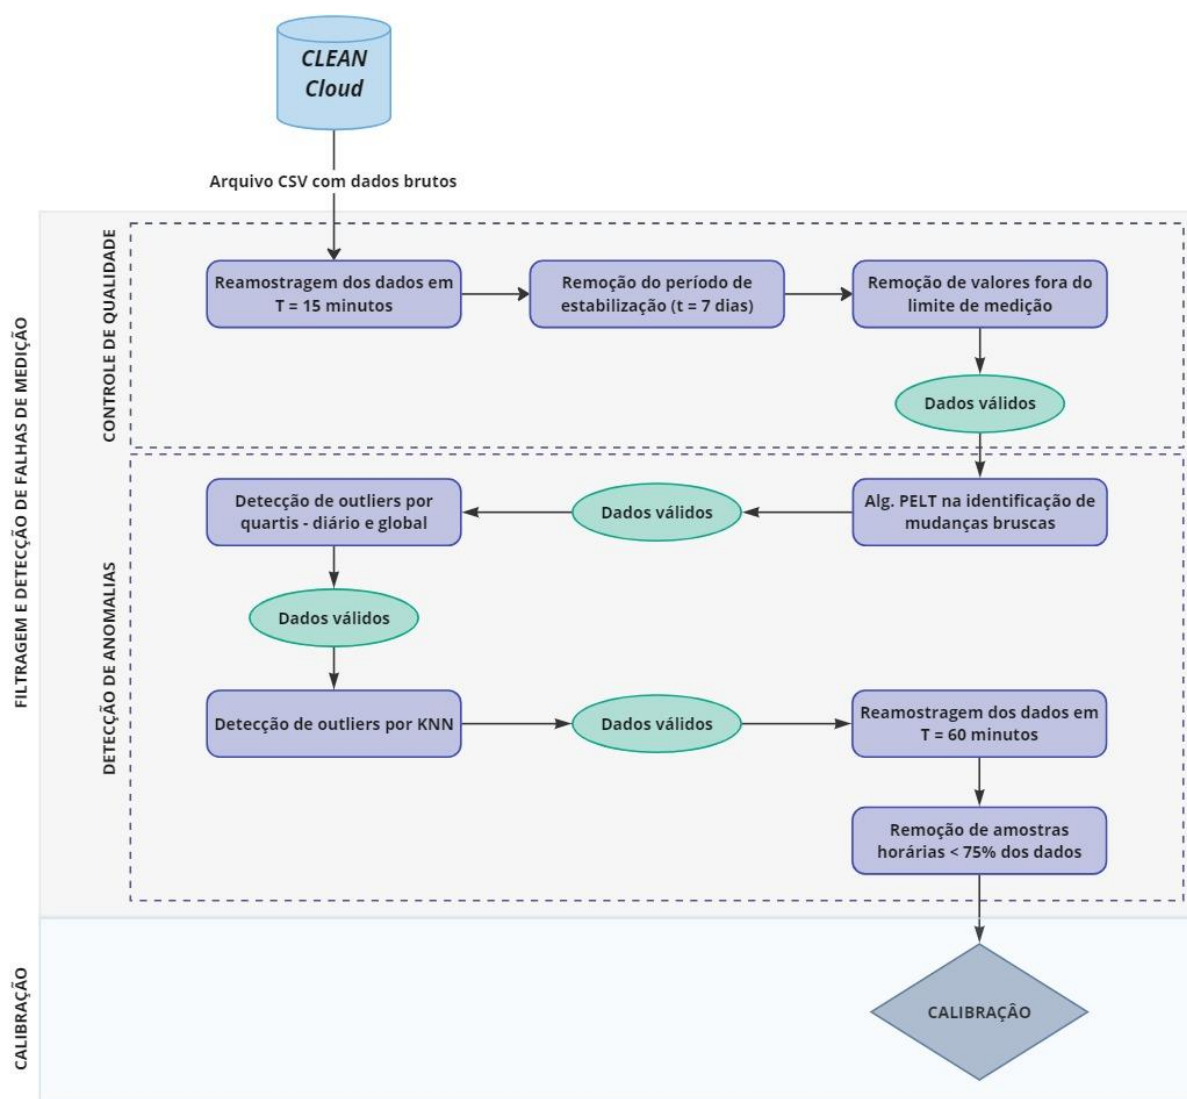 CLEAN
Cloud
Arquivo CSV com dados brutos
FILTRAGEM E DETECÇÃO DE FALHAS DE MEDIÇÃO
CONTROLE DE QUALIDADE
Reamostragem dos dados em
T = 15 minutos
Remoção do período de
estabilização (t = 7 dias)
Remoção de valores fora do
limite de medição
Dados válidos
DETECÇÃO DE ANOMALIAS
Alg. PELT na identificação de
mudanças bruscas
Dados válidos
Detecção de outliers por
quartis - diário e global
Dados válidos
Detecção de outliers por KNN
Dados válidos
Reamostragem dos dados em
T = 60 minutos
Remoção de amostras
horárias < 75% dos dados
CALIBRAÇÃO
CALIBRAÇÂO